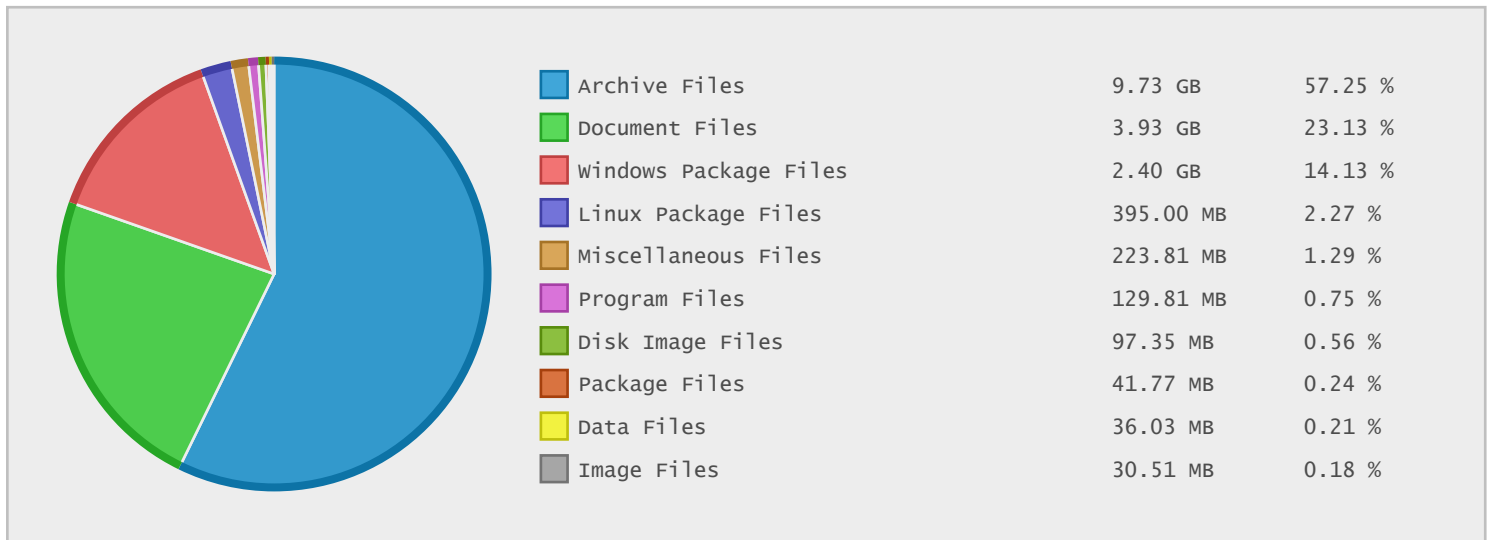 Archive Files 9.73 GB 57.25 %
Document Files 3.93 GB 23.13 %
Windows Package Files 2.40 GB 14.13 %
Linux Package Files 395.00 MB 2.27 %
Miscellaneous Files 223.81 MB 1.29 %
Program Files 129.81 MB 0.75 %
Disk Image Files 97.35 MB 0.56 %
Package Files 41.77 MB 0.24 %
Data Files 36.03 MB 0.21 %
Image Files 30.51 MB 0.18 %